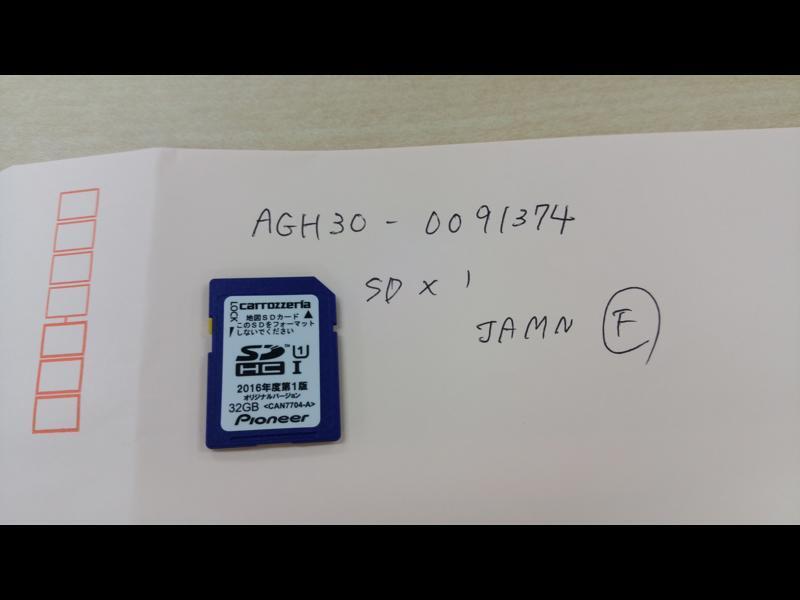 AGH30 - 0091374
SD x 1
JAMN F
LOCK
carrozzeria
地図SDカード▲
このSDをフォーマット
しないでください
SD™ HC I U1
2016年度第1版
オリジナルバージョン
32GB <CAN7704-A>
Pioneer